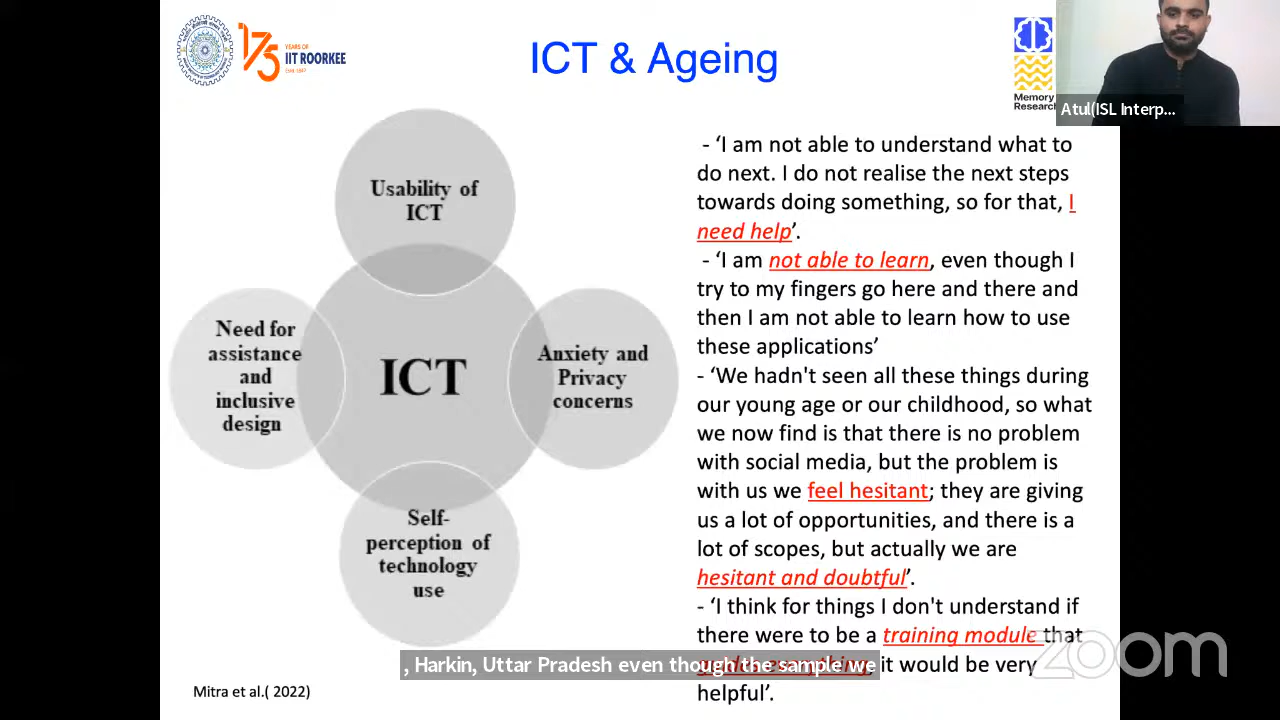 175
YEARS OF
IIT ROORKEE
ICT & Ageing
Memory
Research
Atul(ISL Interp...
Usability of
ICT
Need for
assistance
and
inclusive
design
ICT
Anxiety and
Privacy
concerns
Self-
perception of
technology
use
Mitra et al.( 2022)
- ‘I am not able to understand what to
do next. I do not realise the next steps
towards doing something, so for that, I
need help’.
- ‘I am not able to learn, even though I
try to my fingers go here and there and
then I am not able to learn how to use
these applications’
- ‘We hadn't seen all these things during
our young age or our childhood, so what
we now find is that there is no problem
with social media, but the problem is
with us we feel hesitant; they are giving
us a lot of opportunities, and there is a
lot of scopes, but actually we are
hesitant and doubtful’.
- ‘I think for things I don't understand if
there were to be a training module that
it would be very
helpful’.
, Harkin, Uttar Pradesh even though the sample we
zoom